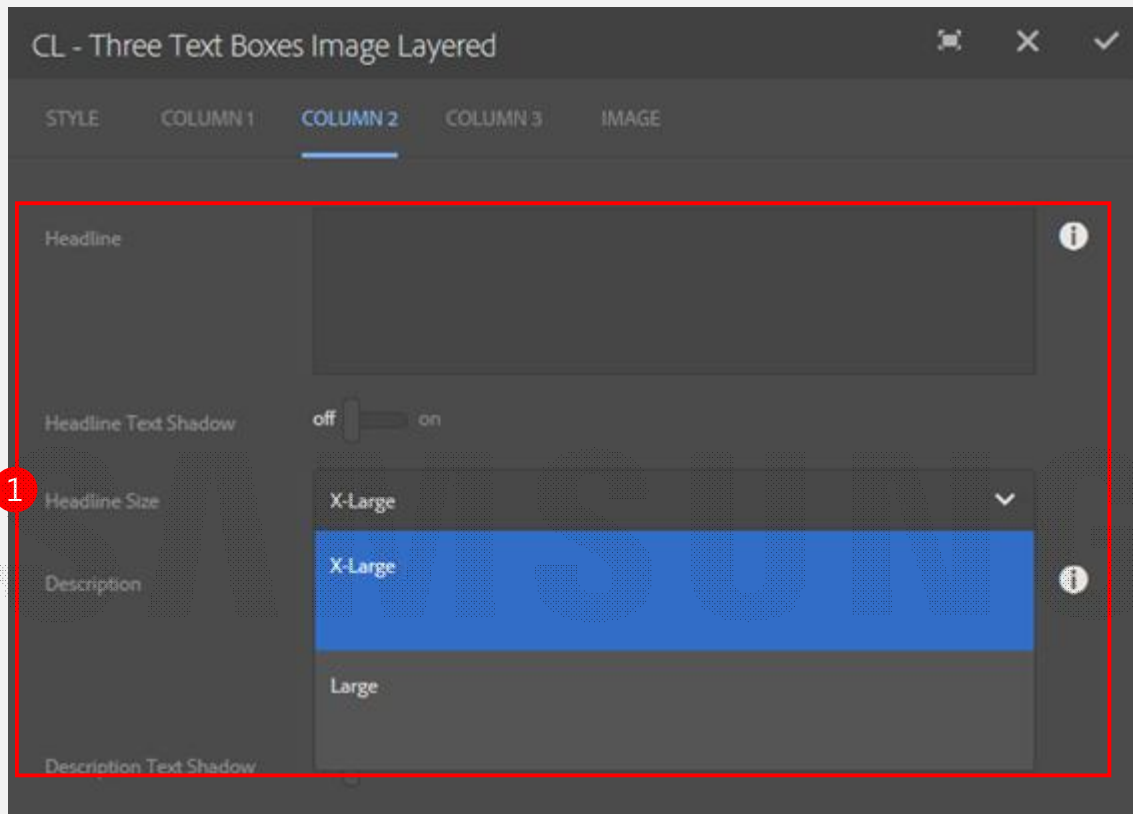 CL - Three Text Boxes Image Layered
STYLE COLUMN 1 COLUMN 2 COLUMN 3 IMAGE
Headline
Headline Text Shadow off on
1
Headline Size X-Large
X-Large
Description
SAMSUNG
Large
Description Text Shadow